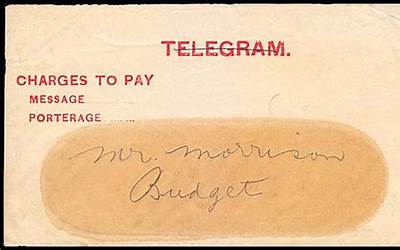 TELEGRAM.
CHARGES TO PAY
MESSAGE ............
PORTERAGE ........
Mr. Morrison
Budget